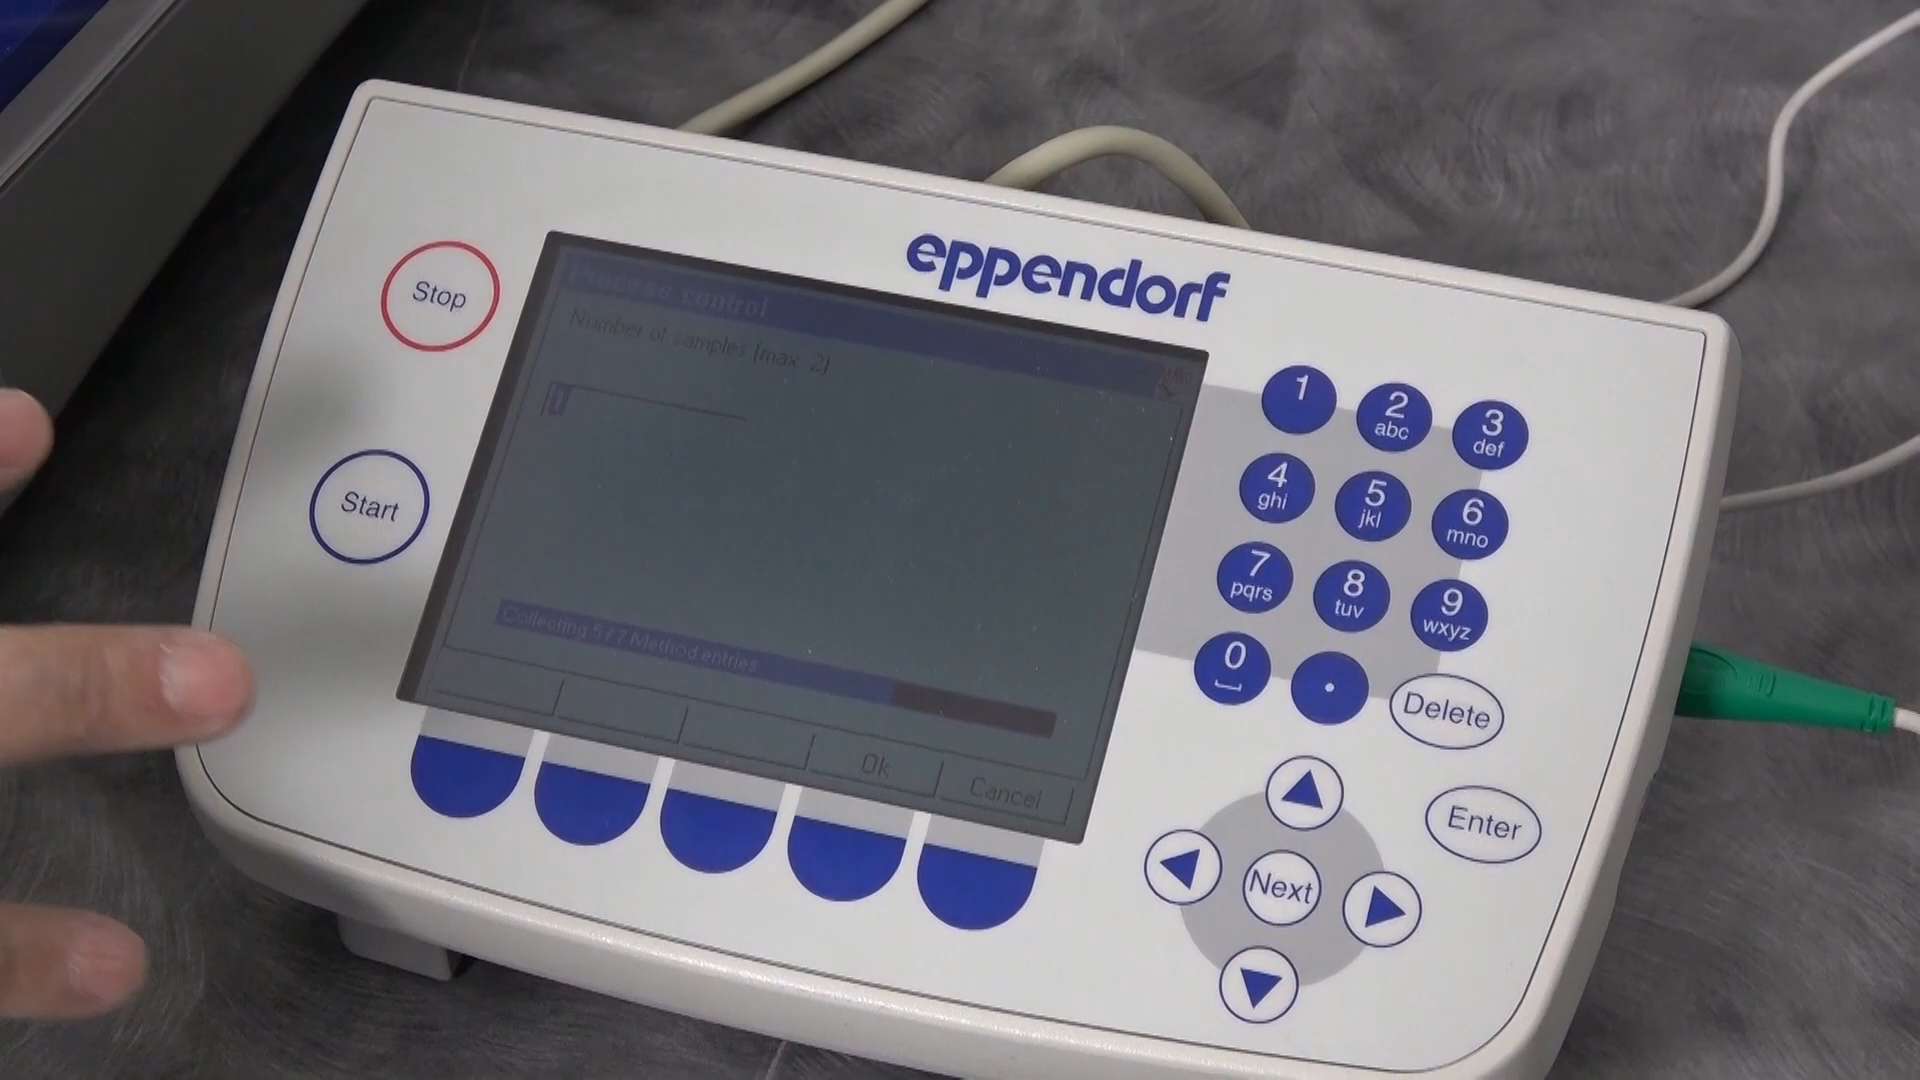 eppendorf
Stop
Start
Process control
Number of samples (max 2)
Collecting 5 / 7 Method entries
Ok
Cancel
1
2
abc
3
def
4
ghi
5
jkl
6
mno
7
pqrs
8
tuv
9
wxyz
0
Delete
Enter
Next